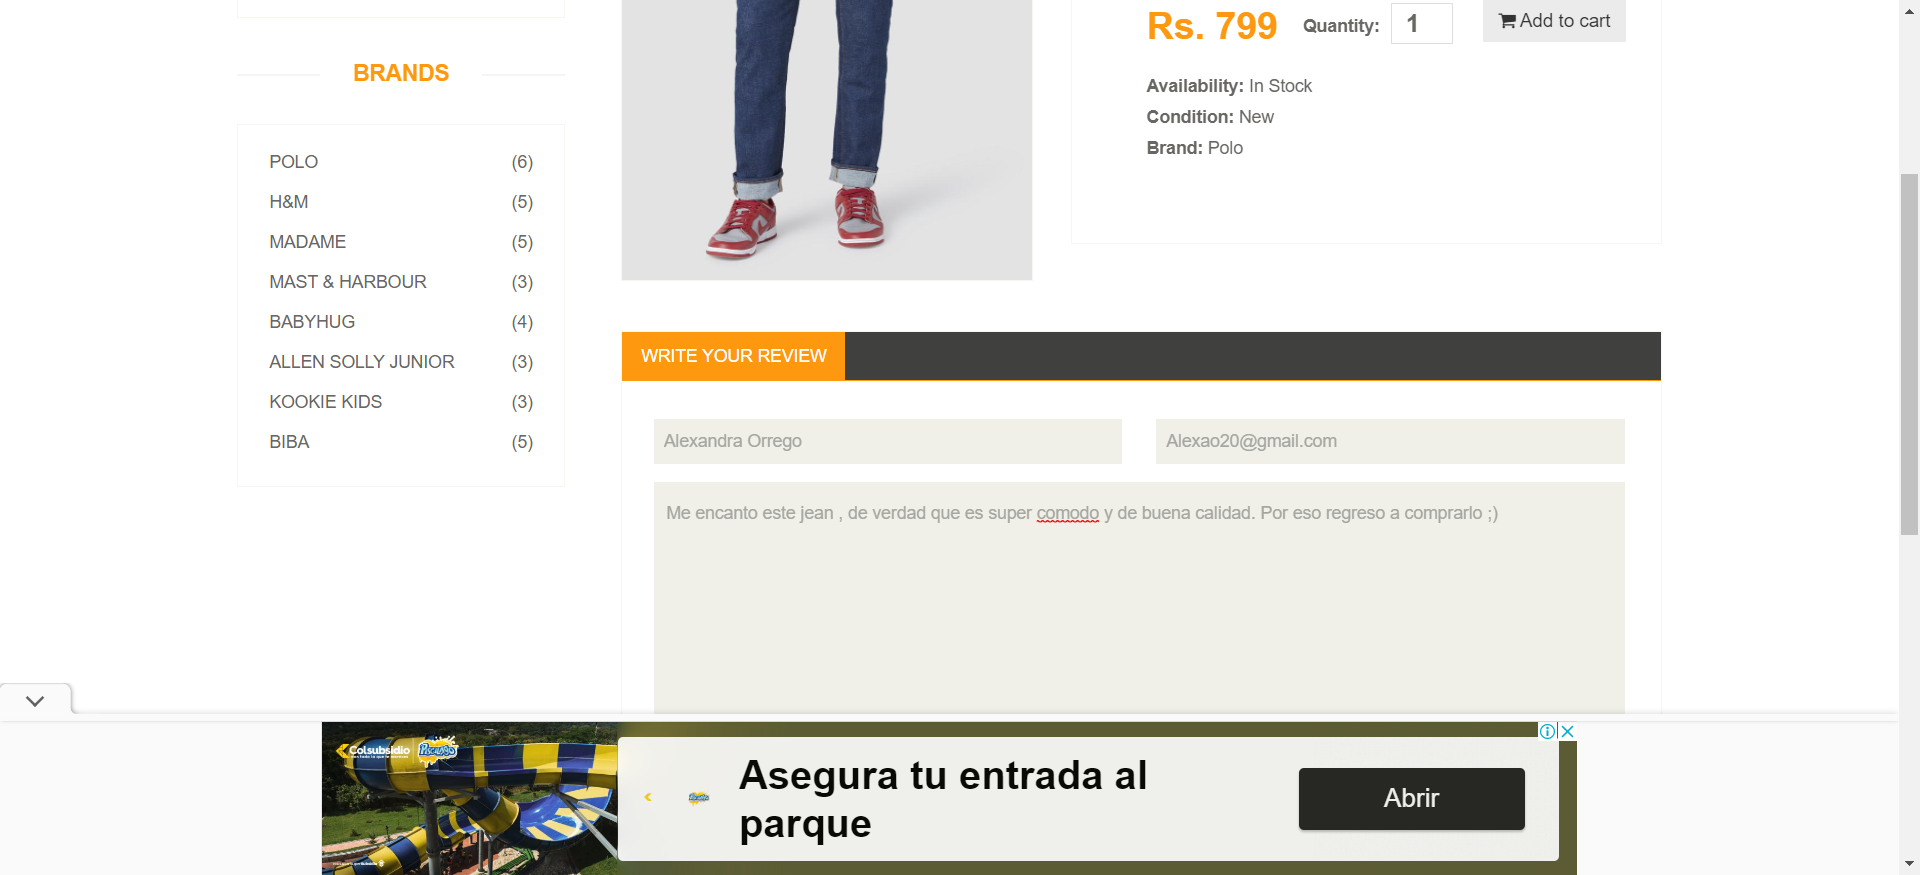 BRANDS
POLO (6)
H&M (5)
MADAME (5)
MAST & HARBOUR (3)
BABYHUG (4)
ALLEN SOLLY JUNIOR (3)
KOOKIE KIDS (3)
BIBA (5)
Rs. 799 Quantity: 1 Add to cart
Availability: In Stock
Condition: New
Brand: Polo
WRITE YOUR REVIEW
Alexandra Orrego Alexao20@gmail.com
Me encanto este jean , de verdad que es super comodo y de buena calidad. Por eso regreso a comprarlo ;)
Colsubsidio
Asegura tu entrada al
parque
Abrir